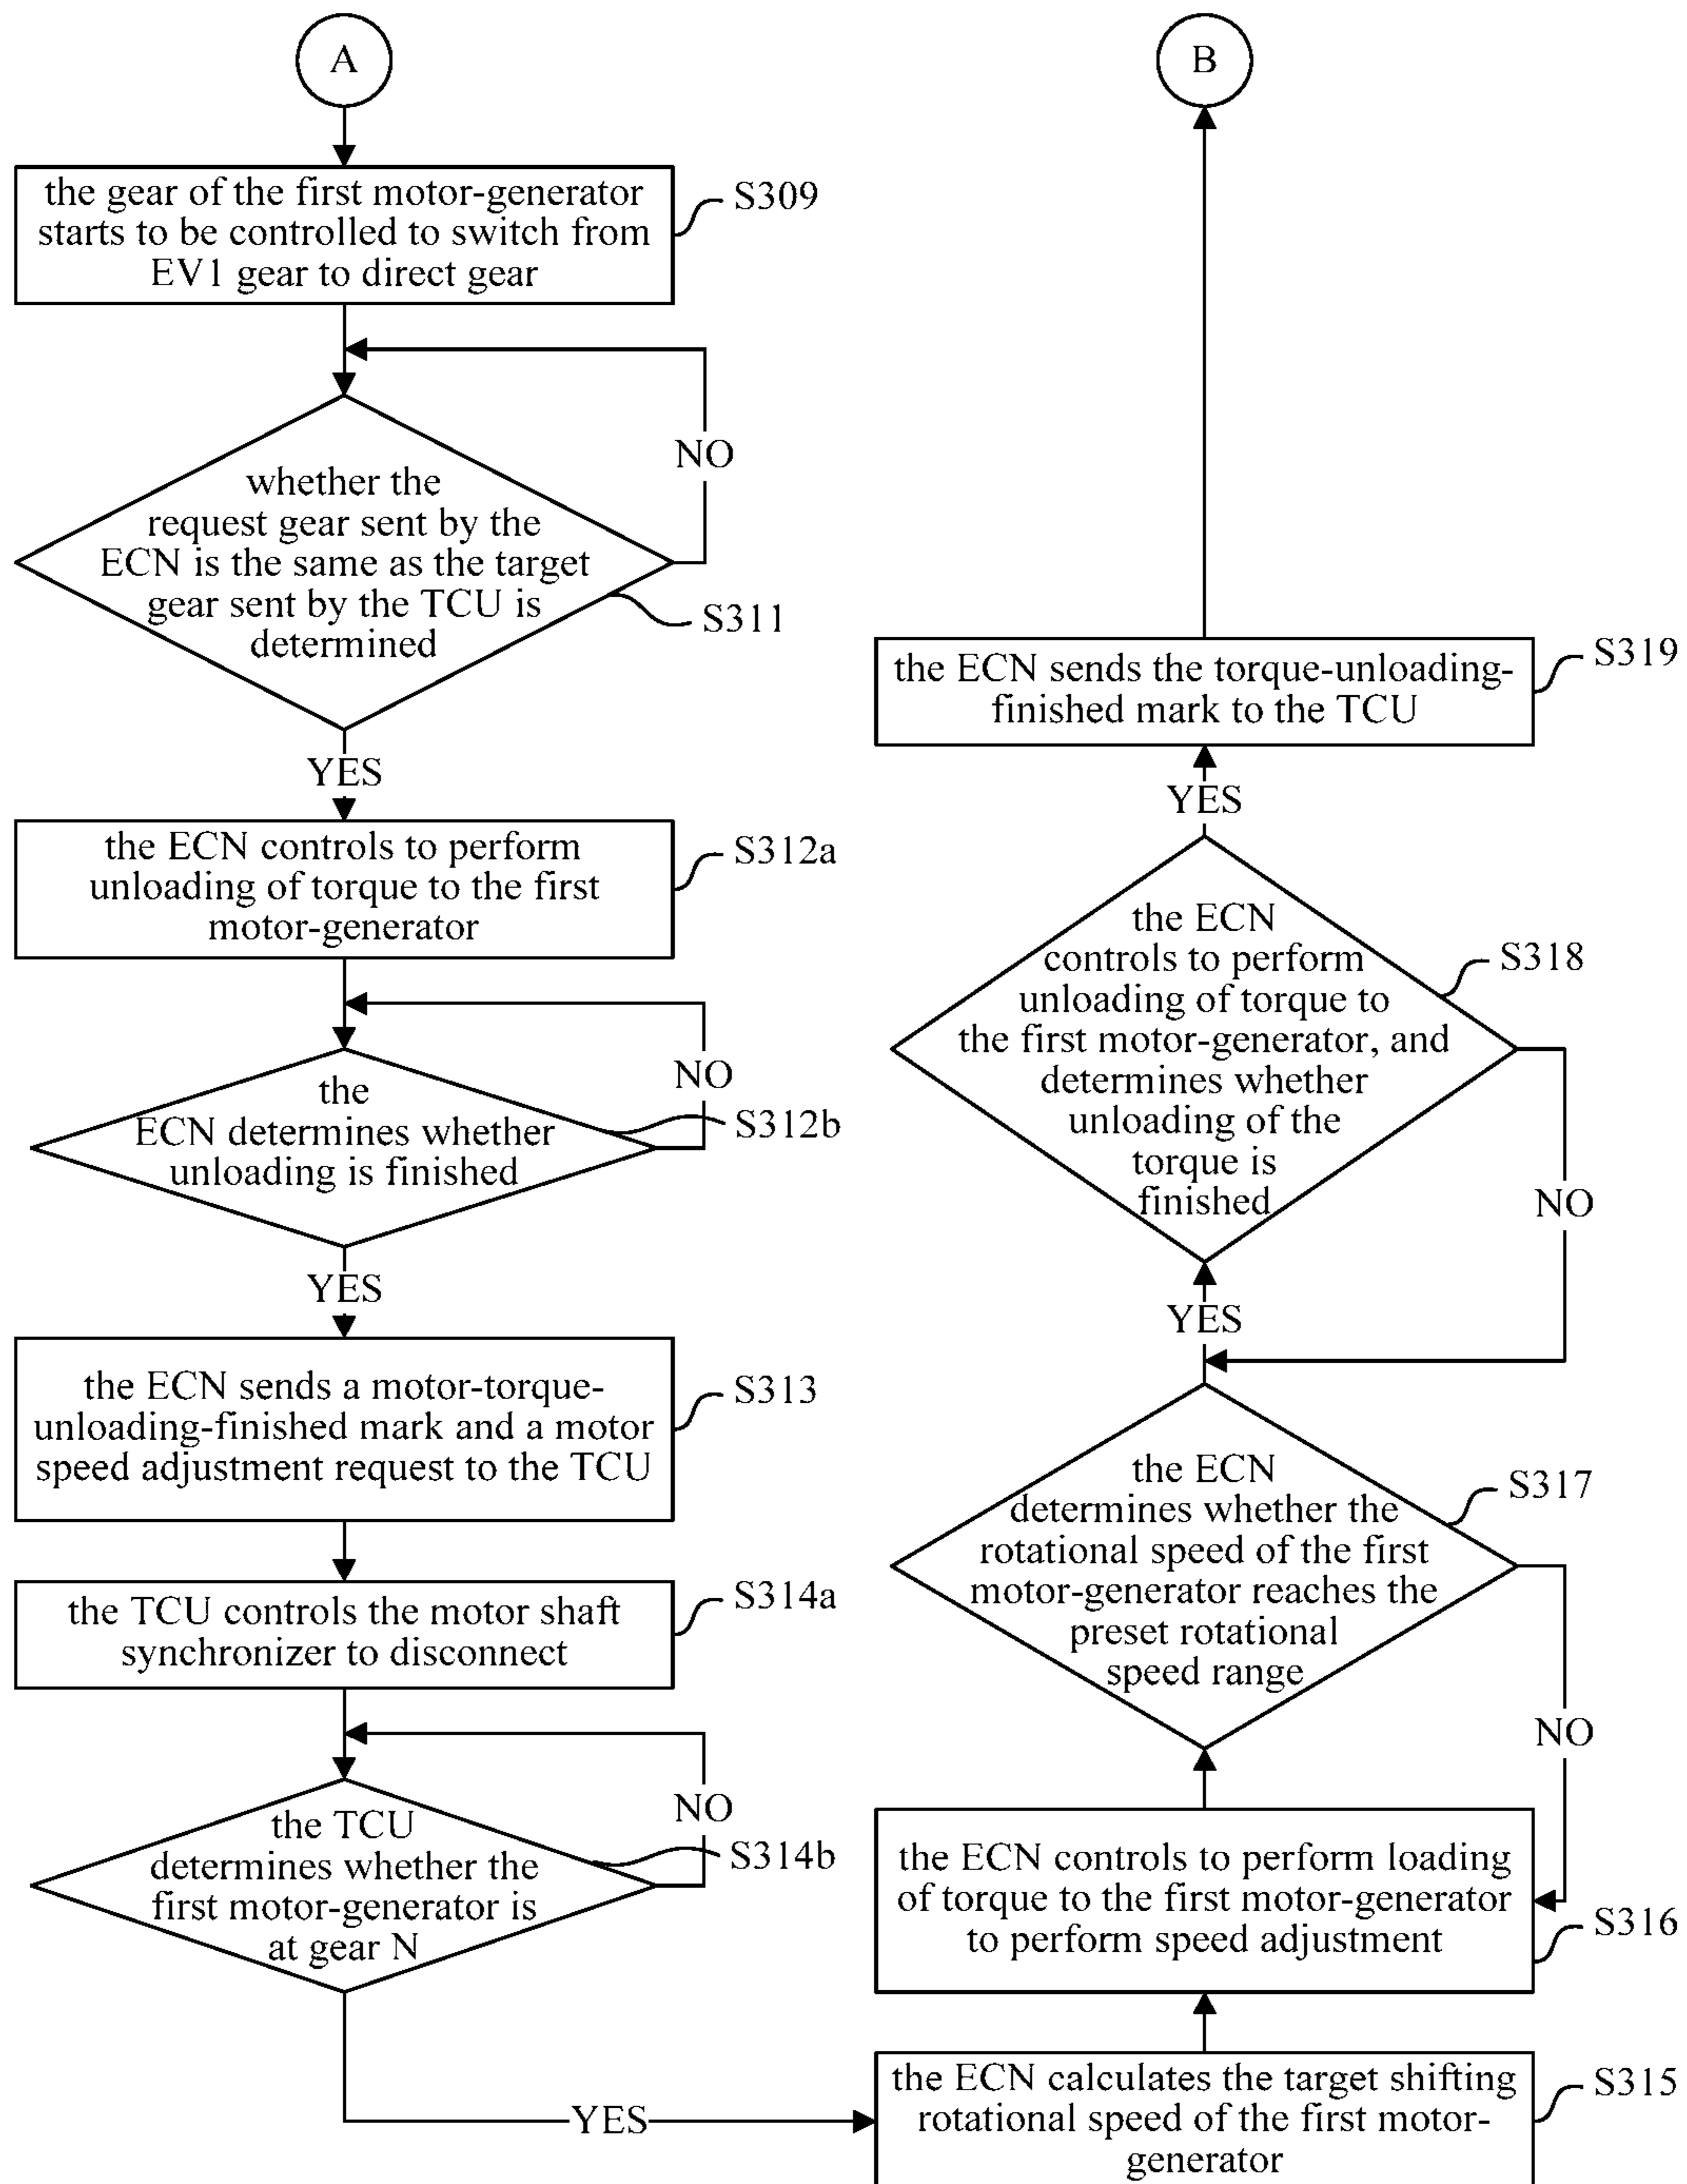 A
the gear of the first motor-generator
starts to be controlled to switch from
EV1 gear to direct gear
S309
NO
whether the
request gear sent by the
ECN is the same as the target
gear sent by the TCU is
determined
S311
YES
the ECN controls to perform
unloading of torque to the first
motor-generator
S312a
NO
the
ECN determines whether
unloading is finished
S312b
YES
the ECN sends a motor-torque-
unloading-finished mark and a motor
speed adjustment request to the TCU
S313
the TCU controls the motor shaft
synchronizer to disconnect
S314a
NO
the TCU
determines whether the
first motor-generator is
at gear N
S314b
YES
B
the ECN sends the torque-unloading-
finished mark to the TCU
S319
YES
the ECN
controls to perform
unloading of torque to
the first motor-generator, and
determines whether
unloading of the
torque is
finished
S318
NO
YES
the ECN
determines whether the
rotational speed of the first
motor-generator reaches the
preset rotational
speed range
S317
NO
the ECN controls to perform loading
of torque to the first motor-generator
to perform speed adjustment
S316
the ECN calculates the target shifting
rotational speed of the first motor-
generator
S315